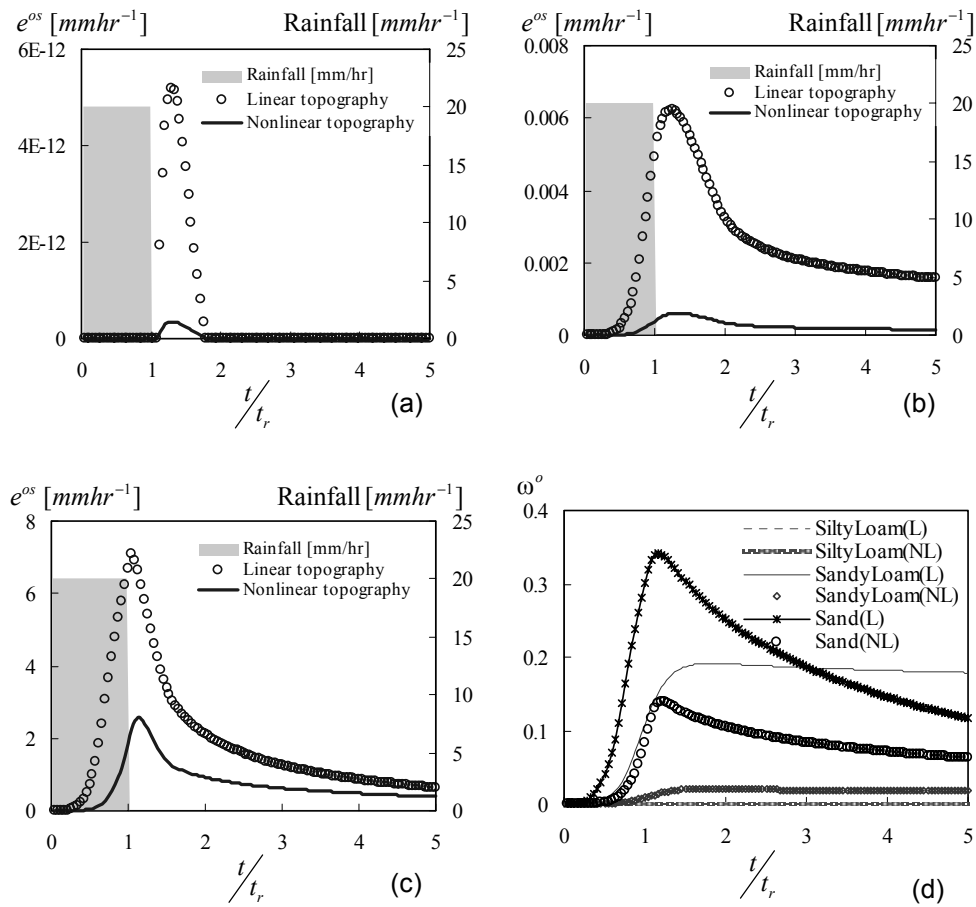 e^{os} [mmhr^{-1}] Rainfall [mmhr^{-1}]
6E-12
4E-12
2E-12
0
25
20
15
10
5
0
Rainfall [mm/hr]
Linear topography
Nonlinear topography
0 1 2 3 4 5
t/t_r
(a)
e^{os} [mmhr^{-1}] Rainfall [mmhr^{-1}]
0.008
0.006
0.004
0.002
0
25
20
15
10
5
0
Rainfall [mm/hr]
Linear topography
Nonlinear topography
0 1 2 3 4 5
t/t_r
(b)
e^{os} [mmhr^{-1}] Rainfall [mmhr^{-1}]
8
6
4
2
0
25
20
15
10
5
0
Rainfall [mm/hr]
Linear topography
Nonlinear topography
0 1 2 3 4 5
t/t_r
(c)
ω^o
0.4
0.3
0.2
0.1
0
SiltyLoam(L)
SiltyLoam(NL)
SandyLoam(L)
SandyLoam(NL)
Sand(L)
Sand(NL)
0 1 2 3 4 5
t/t_r
(d)